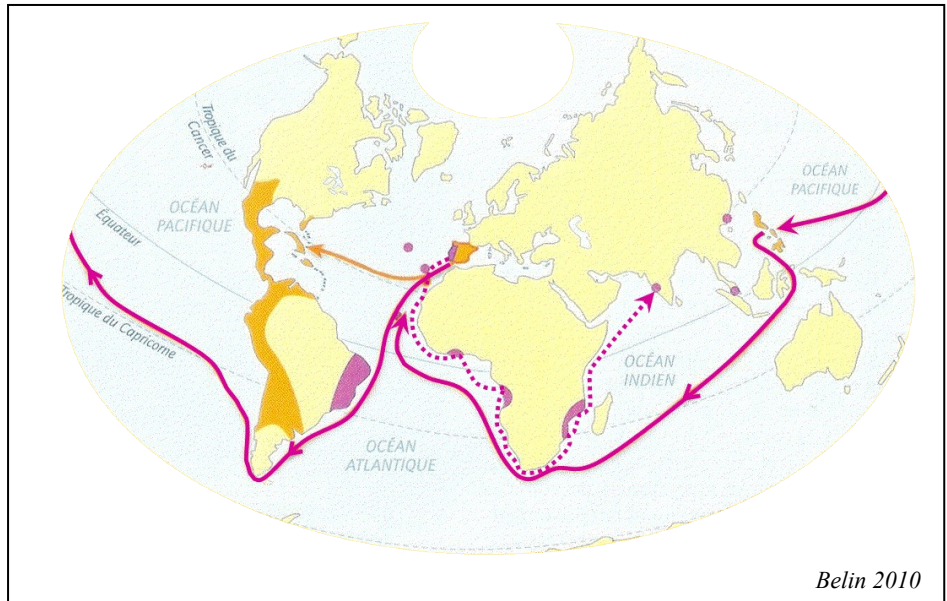 Tropique du
Cancer
OCÉAN
PACIFIQUE
OCÉAN
PACIFIQUE
Équateur
Tropique du Capricorne
OCÉAN
INDIEN
OCÉAN
ATLANTIQUE
Belin 2010